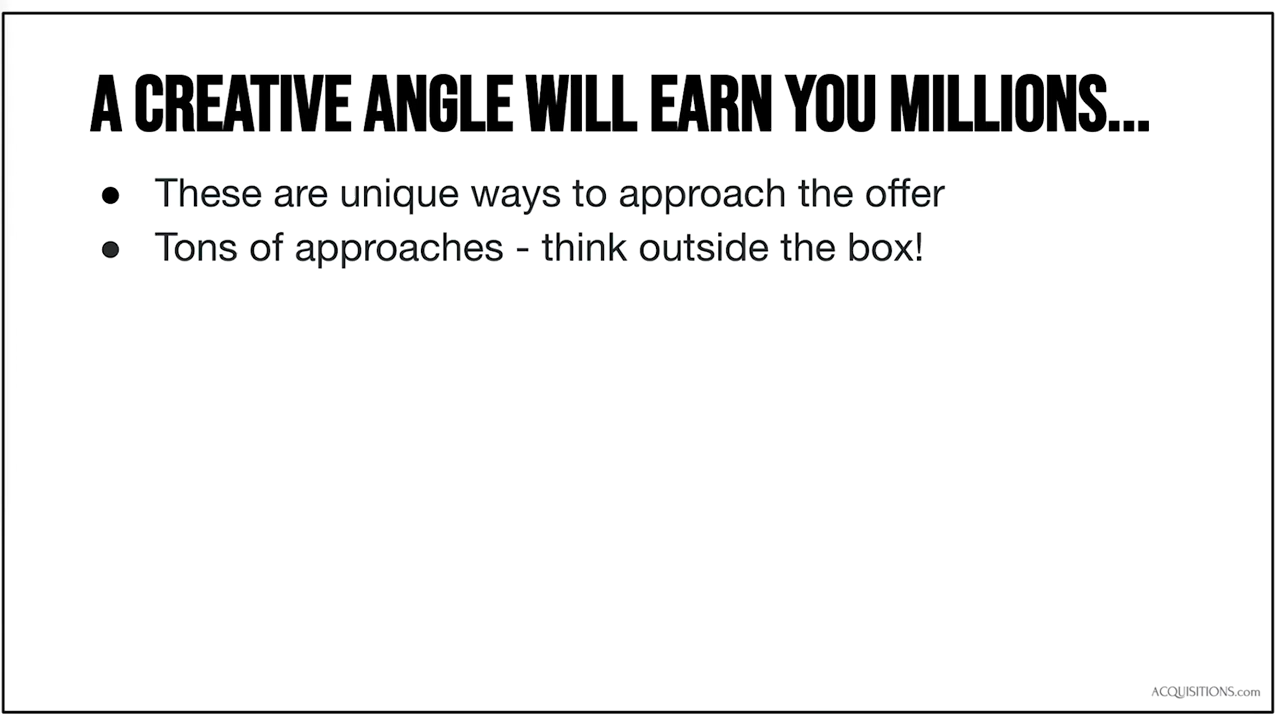 A CREATIVE ANGLE WILL EARN YOU MILLIONS...
● These are unique ways to approach the offer
● Tons of approaches - think outside the box!
ACQUISITIONS.com